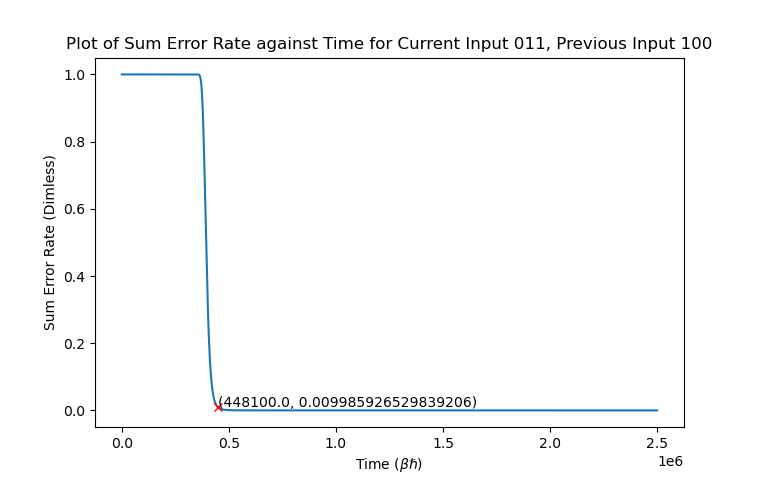 Plot of Sum Error Rate against Time for Current Input 011, Previous Input 100
1.0
0.8
0.6
0.4
0.2
0.0
Sum Error Rate (Dimless)
(448100.0, 0.009985926529839206)
0.0 0.5 1.0 1.5 2.0 2.5
1e6
Time (βħ)